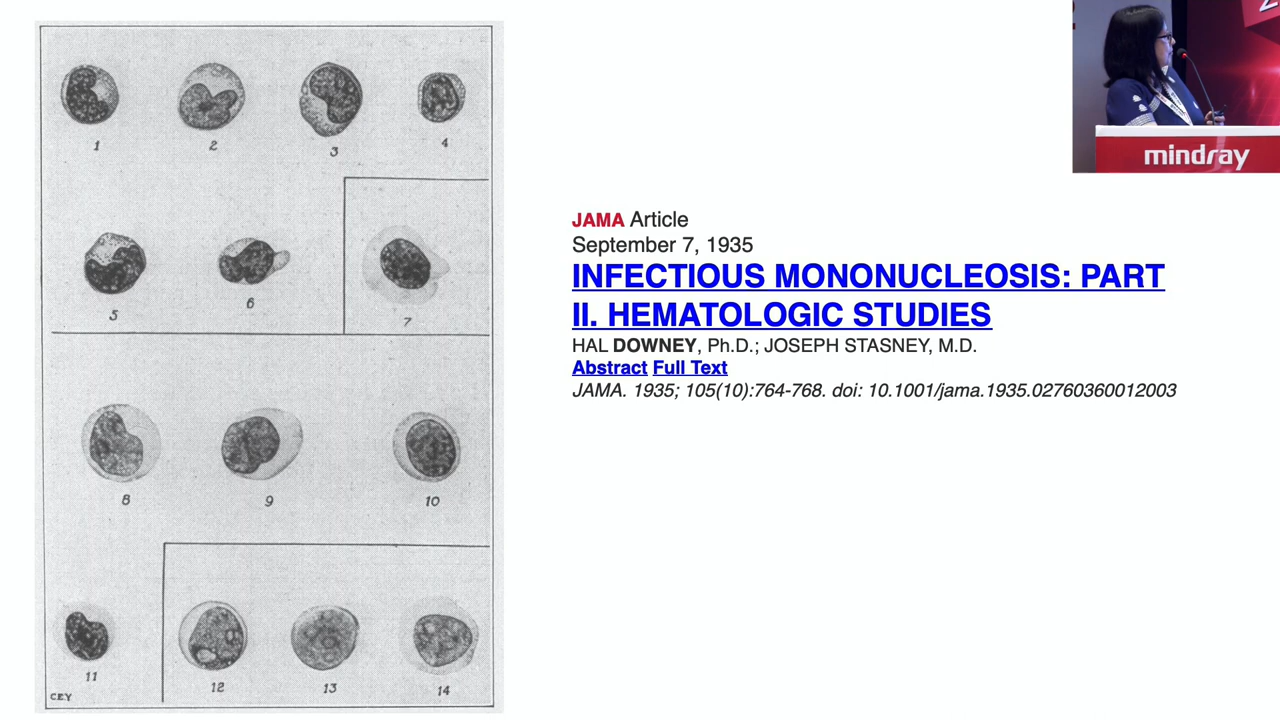 1 2 3 4
5 6 7
8 9 10
11 12 13 14
CEY
JAMA Article
September 7, 1935
INFECTIOUS MONONUCLEOSIS: PART
II. HEMATOLOGIC STUDIES
HAL DOWNEY, Ph.D.; JOSEPH STASNEY, M.D.
Abstract Full Text
JAMA. 1935; 105(10):764-768. doi: 10.1001/jama.1935.02760360012003
mindray